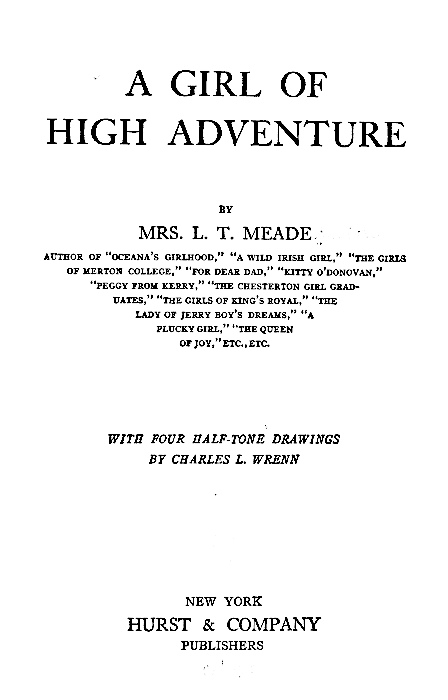 A GIRL OF
HIGH ADVENTURE
BY
MRS. L. T. MEADE
AUTHOR OF "OCEANA'S GIRLHOOD," "A WILD IRISH GIRL," "THE GIRLS
OF MERTON COLLEGE," "FOR DEAR DAD," "KITTY O'DONOVAN,"
"PEGGY FROM KERRY," "THE CHESTERTON GIRL GRAD-
UATES," "THE GIRLS OF KING'S ROYAL," "THE
LADY OF JERRY BOY'S DREAMS," "A
PLUCKY GIRL," "THE QUEEN
OF JOY," ETC., ETC.
WITH FOUR HALF-TONE DRAWINGS
BY CHARLES L. WRENN
NEW YORK
HURST & COMPANY
PUBLISHERS